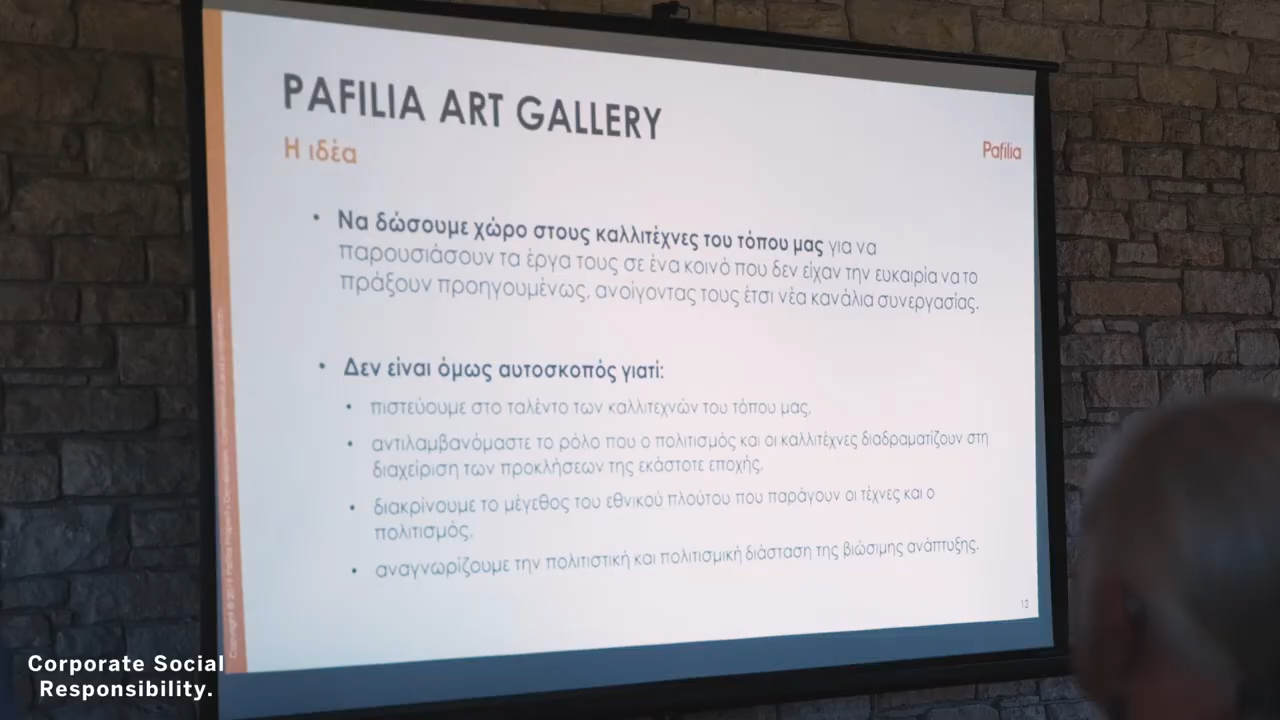 PAFILIA ART GALLERY
Η ιδέα
Pafilia
• Να δώσουμε χώρο στους καλλιτέχνες του τόπου μας για να
παρουσιάσουν τα έργα τους σε ένα κοινό που δεν είχαν την ευκαιρία να το
πράξουν προηγουμένως, ανοίγοντας τους έτσι νέα κανάλια συνεργασίας.
• Δεν είναι όμως αυτοσκοπός γιατί:
• πιστεύουμε στο ταλέντο των καλλιτεχνών του τόπου μας,
• αντιλαμβανόμαστε το ρόλο που ο πολιτισμός και οι καλλιτέχνες διαδραματίζουν στη
διαχείριση των προκλήσεων της εκάστοτε εποχής,
• διακρίνουμε το μέγεθος του εθνικού πλούτου που παράγουν οι τέχνες και ο
πολιτισμός,
• αναγνωρίζουμε την πολιτιστική και πολιτισμική διάσταση της βιώσιμης ανάπτυξης.
Corporate Social
Responsibility.